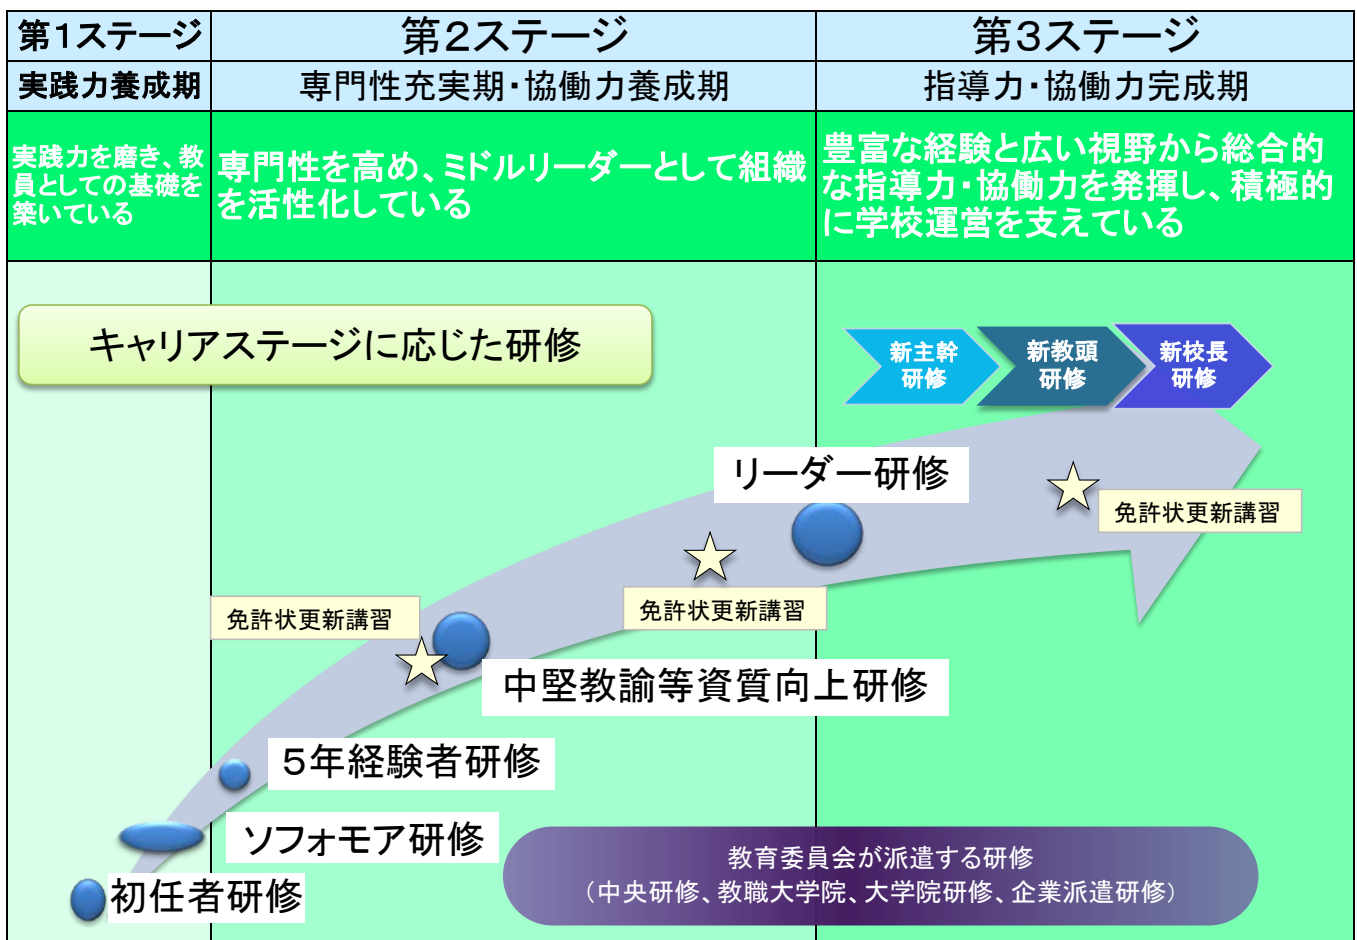 第１ステージ
第２ステージ
第３ステージ
実践力養成期
専門性充実期・協働力養成期
指導力・協働力完成期
実践力を磨き、教
員としての基礎を
築いている
専門性を高め、ミドルリーダーとして組織
を活性化している
豊富な経験と広い視野から総合的
な指導力・協働力を発揮し、積極的
に学校運営を支えている
キャリアステージに応じた研修
新主幹
研修
新教頭
研修
新校長
研修
リーダー研修
免許状更新講習
免許状更新講習
免許状更新講習
中堅教諭等資質向上研修
５年経験者研修
ソフォモア研修
初任者研修
教育委員会が派遣する研修
（中央研修、教職大学院、大学院研修、企業派遣研修）